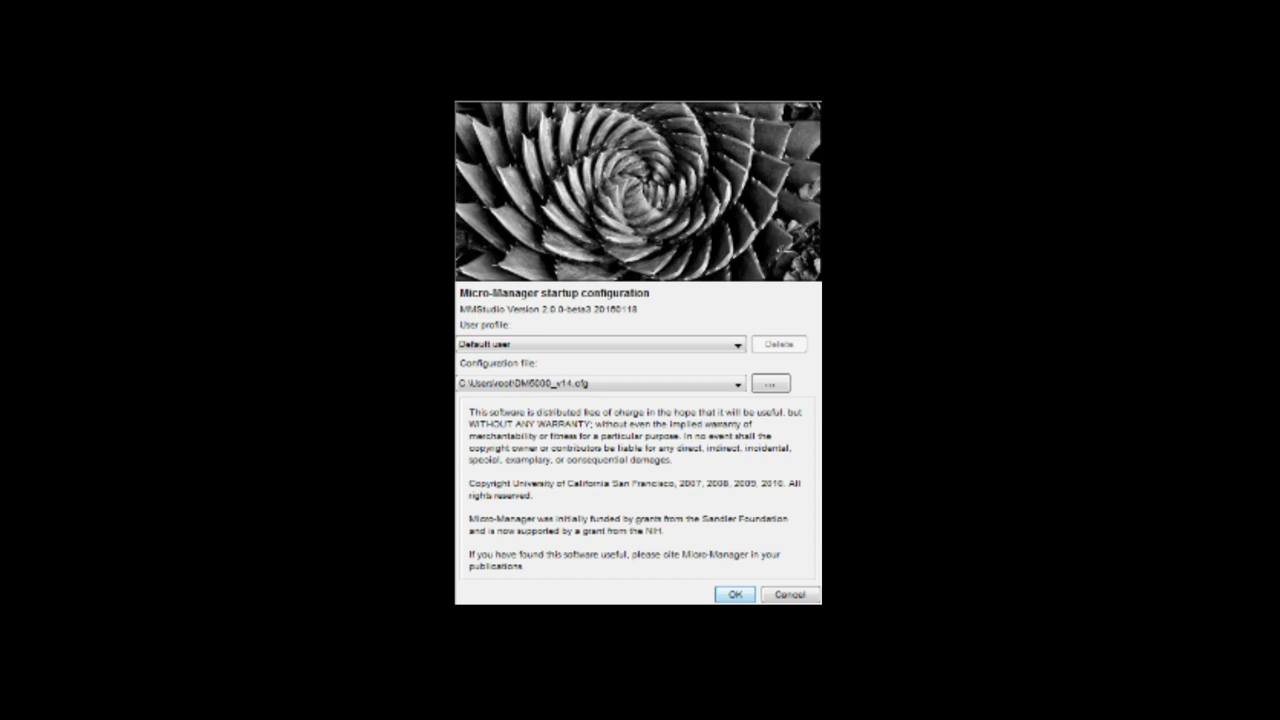 Micro-Manager startup configuration
MMStudio Version 2.0.0-beta3 20160118
User profile:
Default user
Delete
Configuration file:
C:\Users\root\DM6000_v14.cfg
...
This software is distributed free of charge in the hope that it will be useful, but
WITHOUT ANY WARRANTY; without even the implied warranty of
merchantability or fitness for a particular purpose. In no event shall the
copyright owner or contributors be liable for any direct, indirect, incidental,
special, examplary, or consequential damages.
Copyright University of California San Francisco, 2007, 2008, 2009, 2010. All
rights reserved.
Micro-Manager was initially funded by grants from the Sandler Foundation
and is now supported by a grant from the NIH.
If you have found this software useful, please cite Micro-Manager in your
publications
OK
Cancel